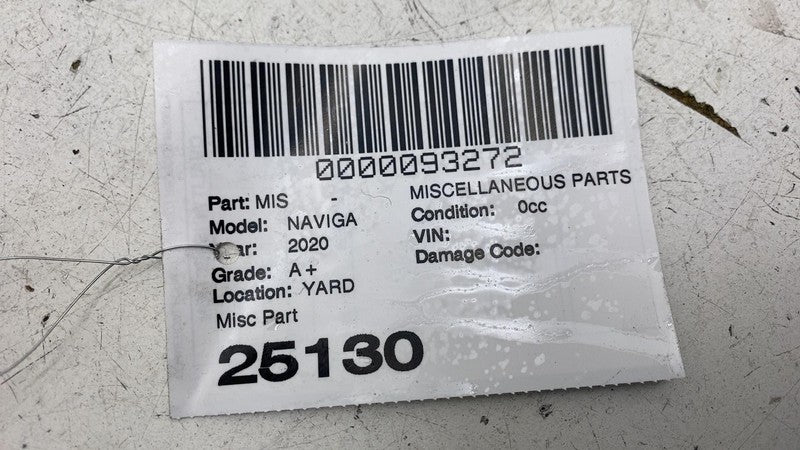 0000093272
Part: MIS - MISCELLANEOUS PARTS
Model: NAVIGA Condition: 0cc
ar: 2020 VIN:
Grade: A+ Damage Code:
Location: YARD
Misc Part
25130